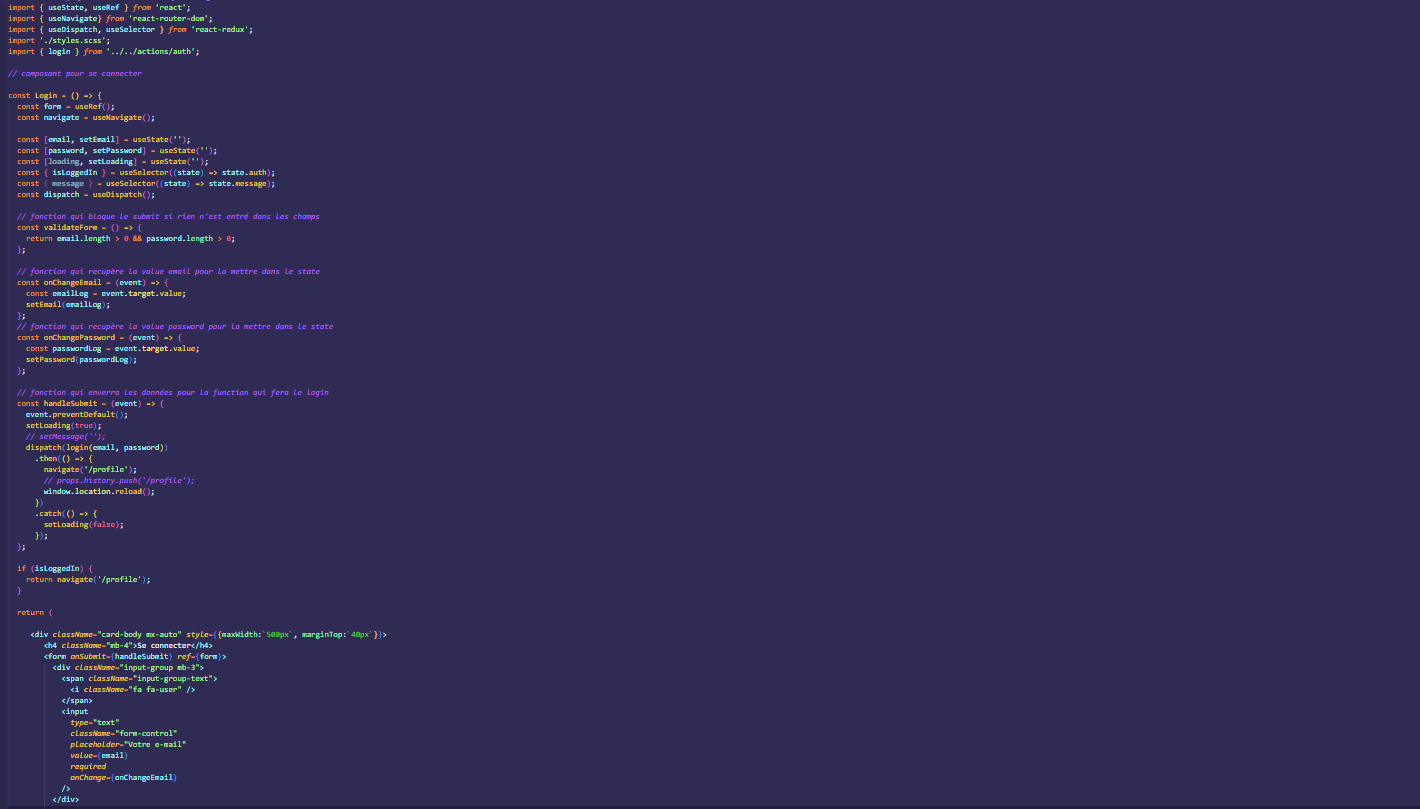 import { useState, useRef } from 'react';
import { useNavigate} from 'react-router-dom';
import { useDispatch, useSelector } from 'react-redux';
import './styles.scss';
import { login } from '../../actions/auth';
// composant pour se connecter
const Login = () => {
const form = useRef();
const navigate = useNavigate();
const [email, setEmail] = useState('');
const [password, setPassword] = useState('');
const [loading, setLoading] = useState('');
const { isLoggedIn } = useSelector((state) => state.auth);
const { message } = useSelector((state) => state.message);
const dispatch = useDispatch();
// fonction qui bloque le submit si rien n'est entré dans les champs
const validateForm = () => {
return email.length > 0 && password.length > 0;
};
// fonction qui recupère la value email pour la mettre dans le state
const onChangeEmail = (event) => {
const emailLog = event.target.value;
setEmail(emailLog);
};
// fonction qui recupère la value password pour la mettre dans le state
const onChangePassword = (event) => {
const passwordLog = event.target.value;
setPassword(passwordLog);
};
// fonction qui enverra les données pour la function qui fera le login
const handleSubmit = (event) => {
event.preventDefault();
setLoading(true);
// setMessage('');
dispatch(login(email, password))
.then(() => {
navigate('/profile');
// props.history.push('/profile');
window.location.reload();
})
.catch(() => {
setLoading(false);
});
};
if (isLoggedIn) {
return navigate('/profile');
}
return (
<div className="card-body mx-auto" style={{maxWidth:`500px`, marginTop:`40px`}}>
<h4 className="mb-4">Se connecter</h4>
<form onSubmit={handleSubmit} ref={form}>
<div className="input-group mb-3">
<span className="input-group-text">
<i className="fa fa-user" />
</span>
<input
type="text"
className="form-control"
placeholder="Votre e-mail"
value={email}
required
onChange={onChangeEmail}
/>
</div>